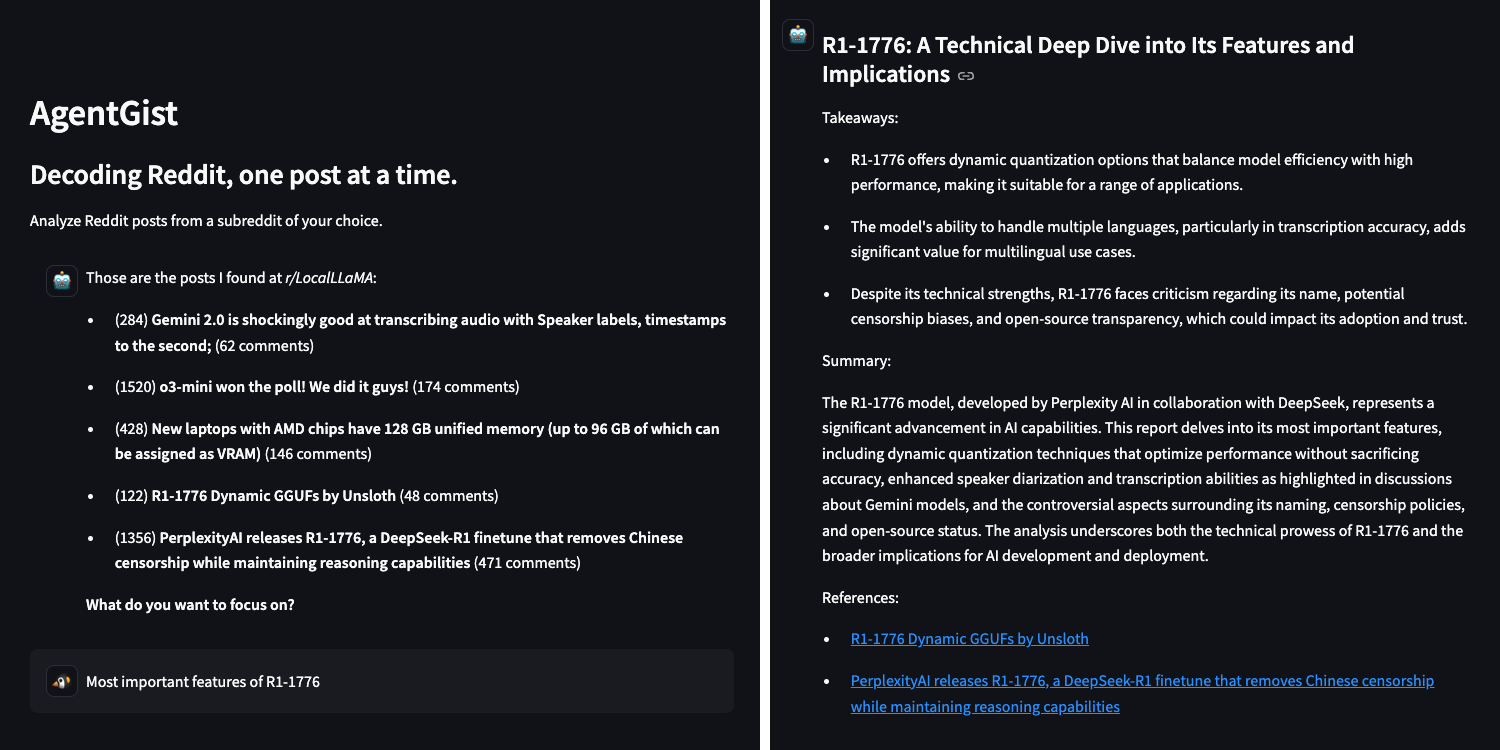 AgentGist
Decoding Reddit, one post at a time.
Analyze Reddit posts from a subreddit of your choice.
Those are the posts I found at r/LocalLLaMA:
• (284) Gemini 2.0 is shockingly good at transcribing audio with Speaker labels, timestamps
to the second; (62 comments)
• (1520) o3-mini won the poll! We did it guys! (174 comments)
• (428) New laptops with AMD chips have 128 GB unified memory (up to 96 GB of which can
be assigned as VRAM) (146 comments)
• (122) R1-1776 Dynamic GGUFs by Unsloth (48 comments)
• (1356) PerplexityAI releases R1-1776, a DeepSeek-R1 finetune that removes Chinese
censorship while maintaining reasoning capabilities (471 comments)
What do you want to focus on?
Most important features of R1-1776
R1-1776: A Technical Deep Dive into Its Features and
Implications
Takeaways:
• R1-1776 offers dynamic quantization options that balance model efficiency with high
performance, making it suitable for a range of applications.
• The model's ability to handle multiple languages, particularly in transcription accuracy, adds
significant value for multilingual use cases.
• Despite its technical strengths, R1-1776 faces criticism regarding its name, potential
censorship biases, and open-source transparency, which could impact its adoption and trust.
Summary:
The R1-1776 model, developed by Perplexity AI in collaboration with DeepSeek, represents a
significant advancement in AI capabilities. This report delves into its most important features,
including dynamic quantization techniques that optimize performance without sacrificing
accuracy, enhanced speaker diarization and transcription abilities as highlighted in discussions
about Gemini models, and the controversial aspects surrounding its naming, censorship policies,
and open-source status. The analysis underscores both the technical prowess of R1-1776 and the
broader implications for AI development and deployment.
References:
• R1-1776 Dynamic GGUFs by Unsloth
• PerplexityAI releases R1-1776, a DeepSeek-R1 finetune that removes Chinese censorship
while maintaining reasoning capabilities